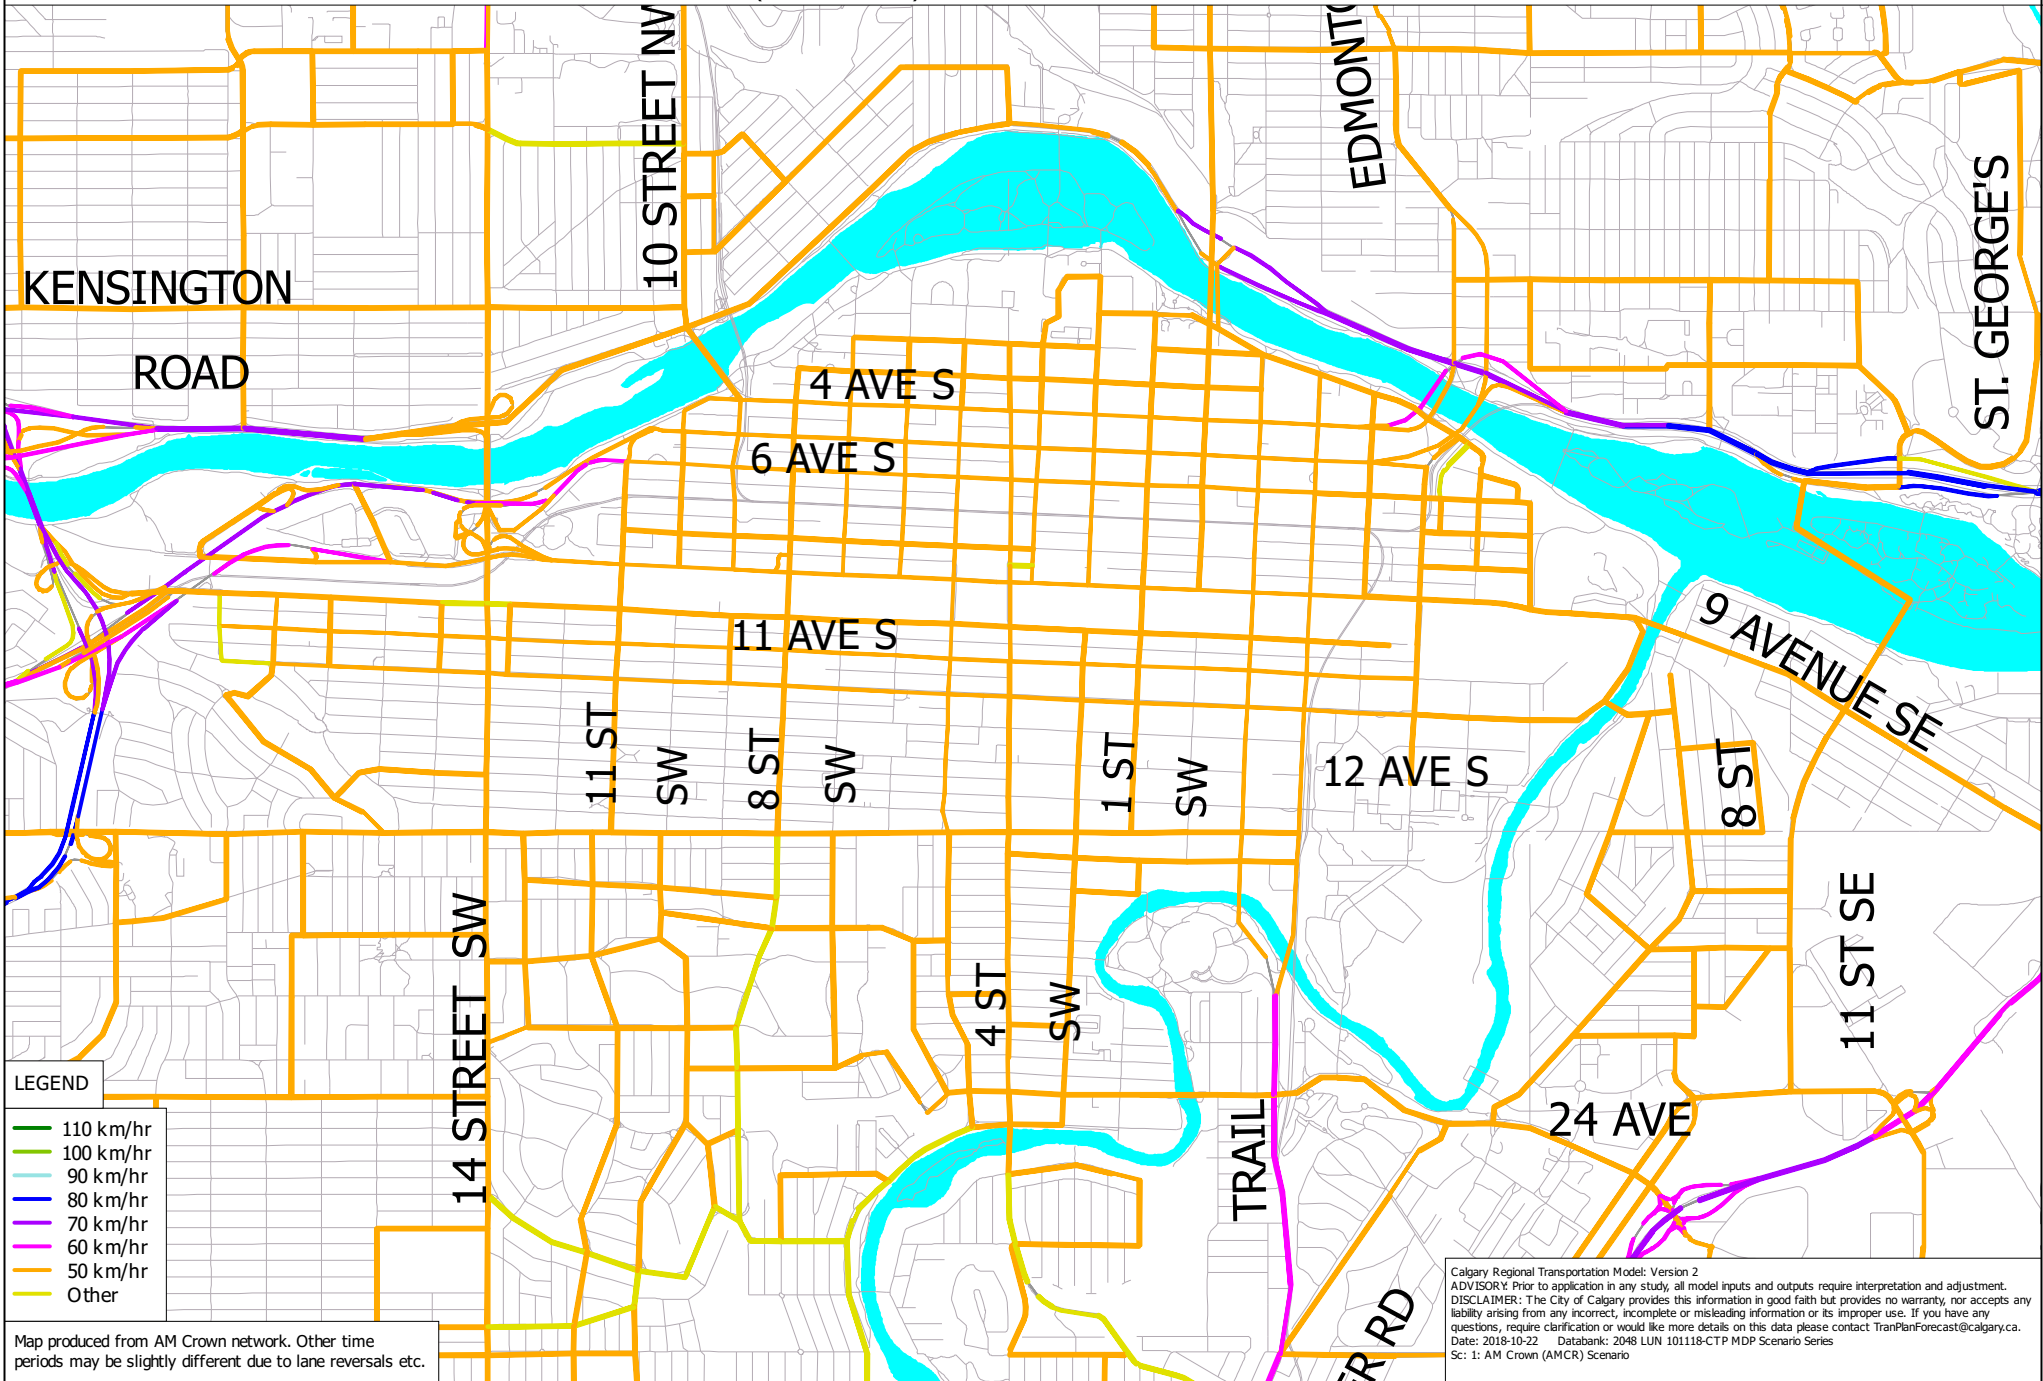 10 STREET NW
EDMONTO
ST. GEORGE'S
KENSINGTON
ROAD
4 AVE S
6 AVE S
11 AVE S
9 AVENUE SE
11 ST
SW
8 ST
SW
1 ST
SW
12 AVE S
8 ST
14 STREET SW
4 ST
SW
11 ST SE
24 AVE
TRAIL
ER RD
LEGEND
110 km/hr
100 km/hr
90 km/hr
80 km/hr
70 km/hr
60 km/hr
50 km/hr
Other
Map produced from AM Crown network. Other time
periods may be slightly different due to lane reversals etc.
Calgary Regional Transportation Model: Version 2
ADVISORY: Prior to application in any study, all model inputs and outputs require interpretation and adjustment.
DISCLAIMER: The City of Calgary provides this information in good faith but provides no warranty, nor accepts any
liability arising from any incorrect, incomplete or misleading information or its improper use. If you have any
questions, require clarification or would like more details on this data please contact TranPlanForecast@calgary.ca.
Date: 2018-10-22 Databank: 2048 LUN 101118-CTP MDP Scenario Series
Sc: 1: AM Crown (AMCR) Scenario